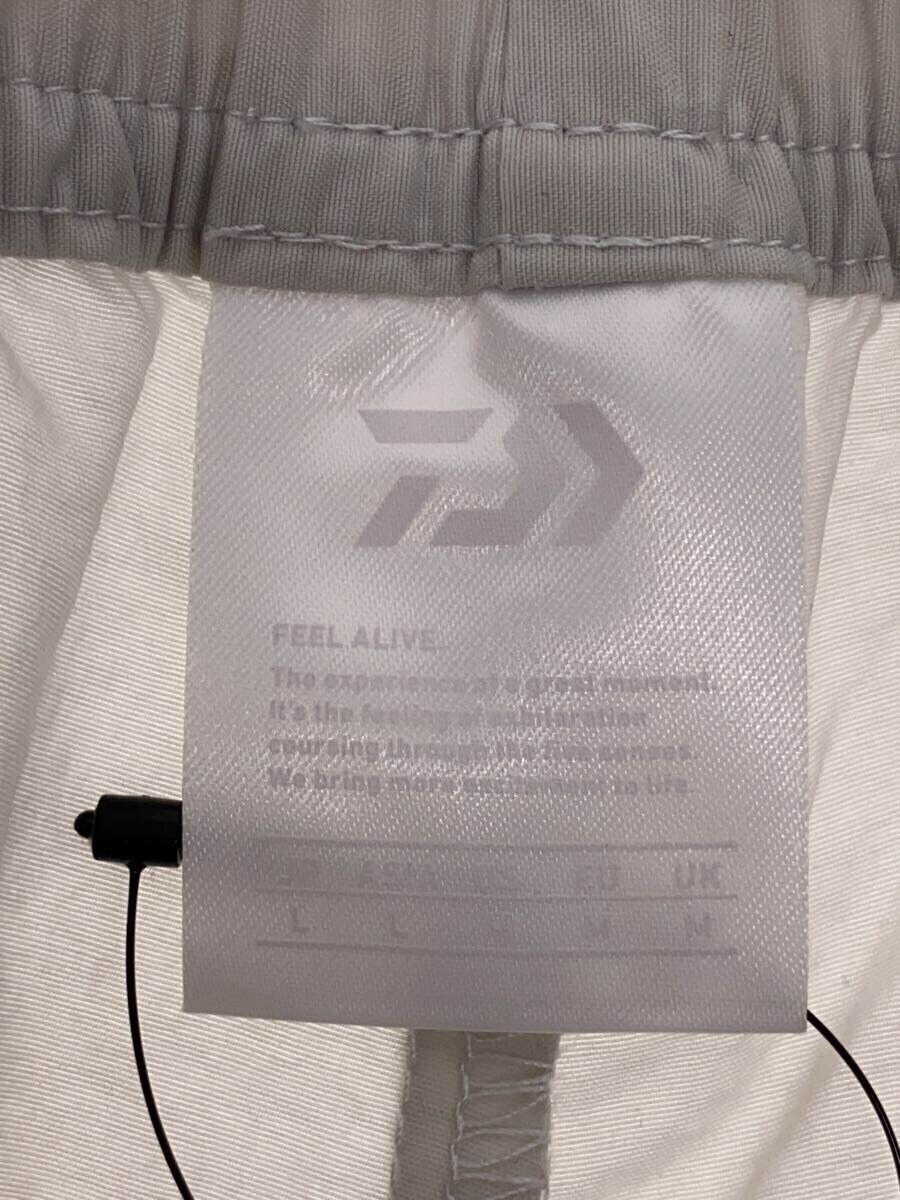 FEEL ALIVE.
The experience of a great moment.
It's the feeling of exhilaration
coursing through the five senses.
We bring more excitement to life.
ASIA US EU UK
L L M M